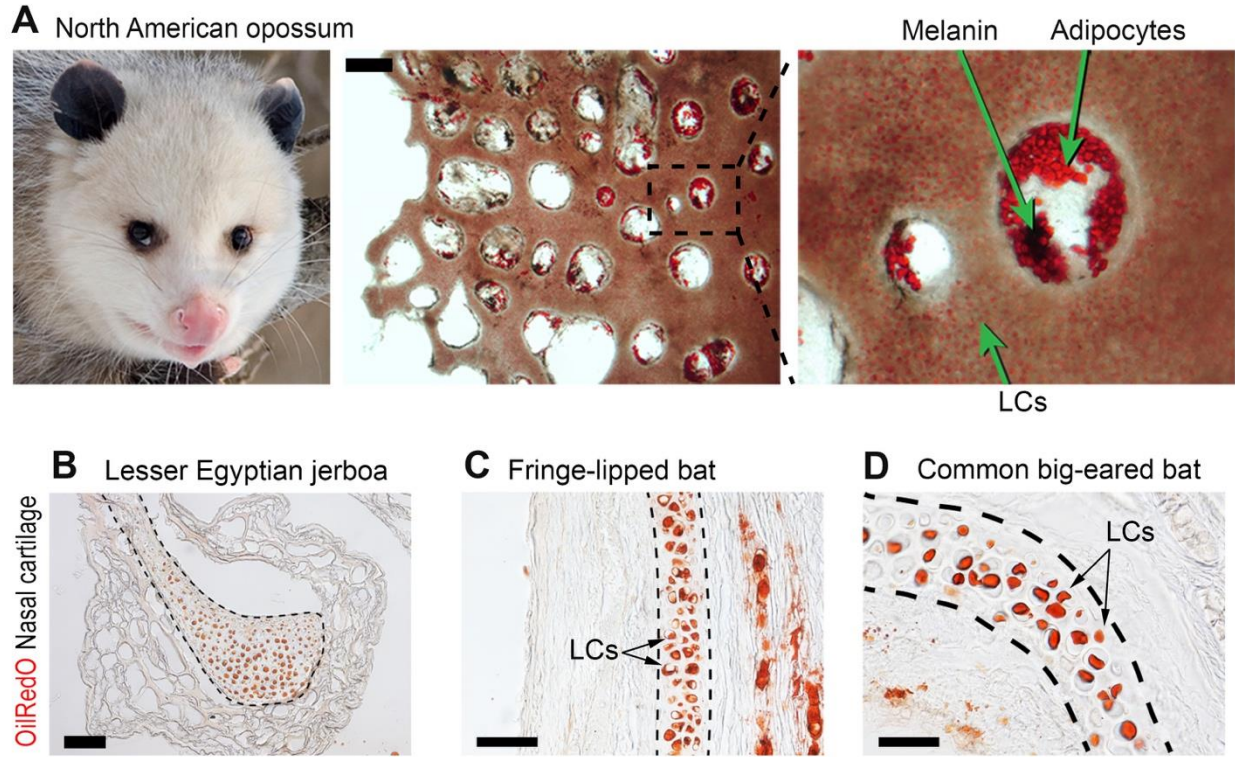 A North American opossum
Melanin Adipocytes
LCs
B Lesser Egyptian jerboa
C Fringe-lipped bat
D Common big-eared bat
LCs
LCs
OilRedO Nasal cartilage